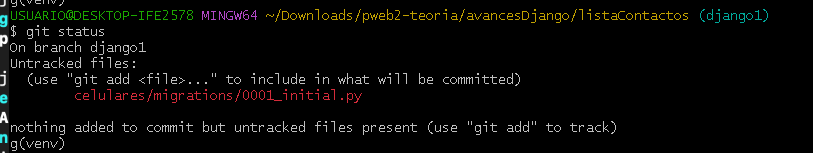 g(venv)
USUARIO@DESKTOP-IFE2578 MINGW64 ~/Downloads/pweb2-teoria/avancesDjango/listaContactos (django1)
$ git status
On branch django1
Untracked files:
  (use "git add <file>..." to include in what will be committed)
        celulares/migrations/0001_initial.py

nothing added to commit but untracked files present (use "git add" to track)
g(venv)